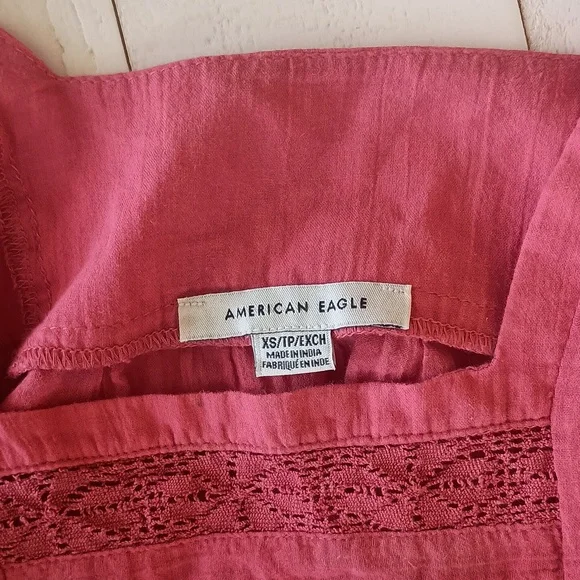 AMERICAN EAGLE
XS/TP/EXCH
MADE IN INDIA
FABRIQUÉ EN INDE